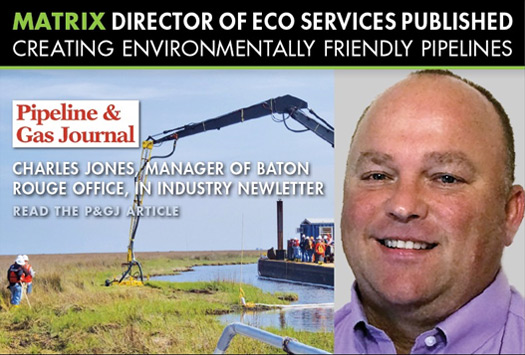 MATRIX DIRECTOR OF ECO SERVICES PUBLISHED
CREATING ENVIRONMENTALLY FRIENDLY PIPELINES
Pipeline &
Gas Journal
CHARLES JONES, MANAGER OF BATON
ROUGE OFFICE, IN INDUSTRY NEWLETTER
READ THE P&GJ ARTICLE